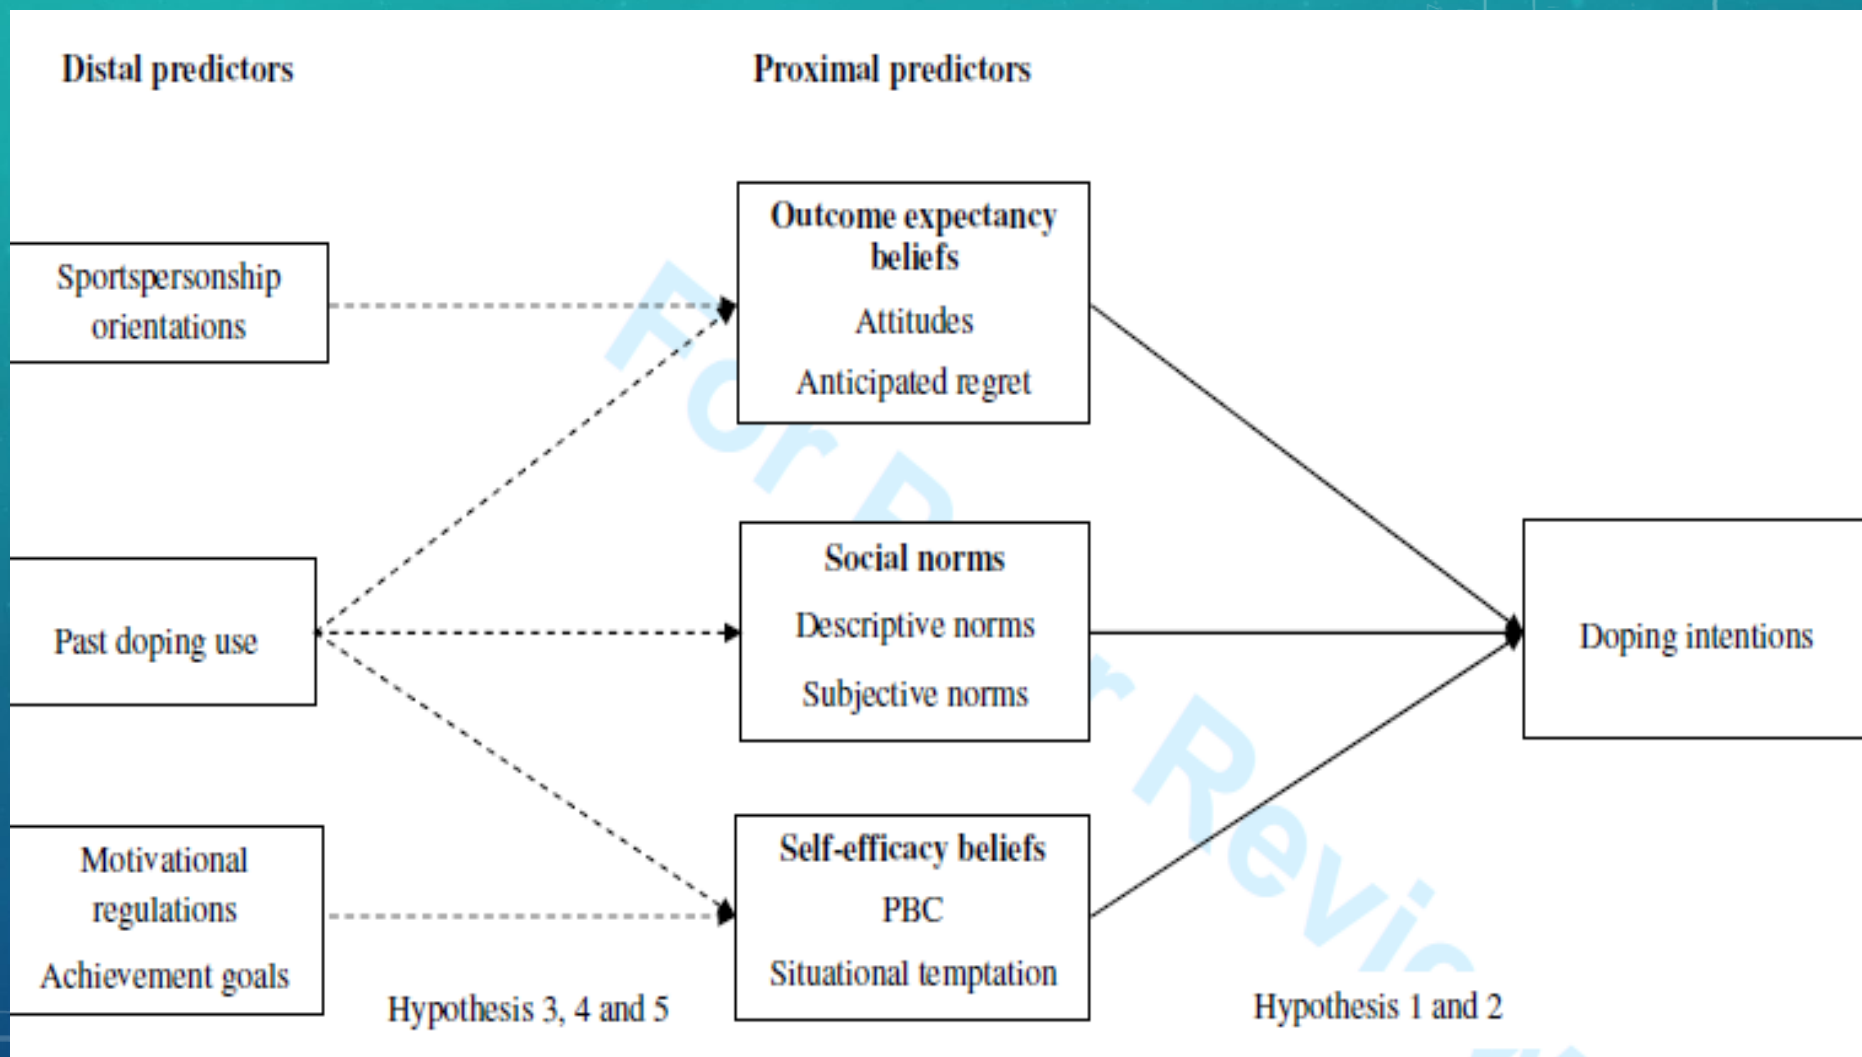 Distal predictors
Proximal predictors
Sportspersonship
orientations
Outcome expectancy
beliefs
Attitudes
Anticipated regret
Past doping use
Social norms
Descriptive norms
Subjective norms
Doping intentions
Motivational
regulations
Achievement goals
Self-efficacy beliefs
PBC
Situational temptation
Hypothesis 3, 4 and 5
Hypothesis 1 and 2
For